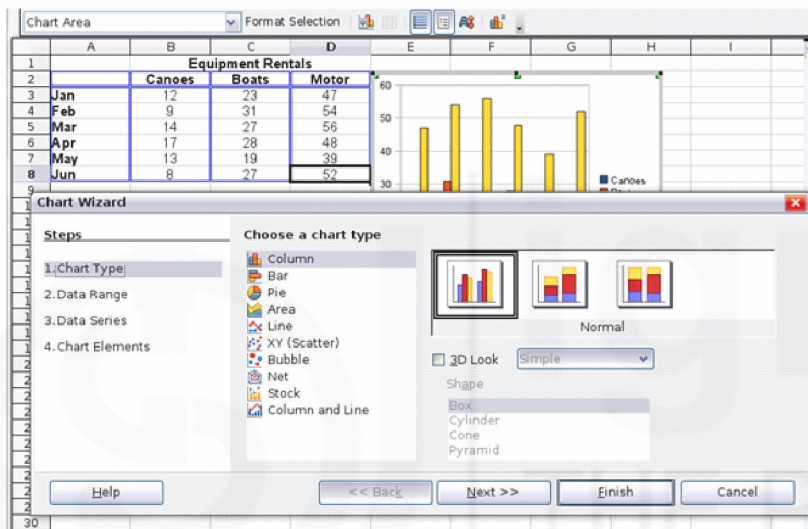 Chart Area Format Selection
A B C D E F G H I
1 Equipment Rentals
2 Canoes Boats Motor
3 Jan 12 23 47
4 Feb 9 31 54
5 Mar 14 27 56
6 Apr 17 28 48
7 May 13 19 39
8 Jun 8 27 52
9
60
50
40
30
Canoes
Chart Wizard
Steps
1.Chart Type
2.Data Range
3.Data Series
4.Chart Elements
Choose a chart type
Column
Bar
Pie
Area
Line
XY (Scatter)
Bubble
Net
Stock
Column and Line
Normal
3D Look Simple
Shape
Box
Cylinder
Cone
Pyramid
Help << Back Next >> Finish Cancel
30